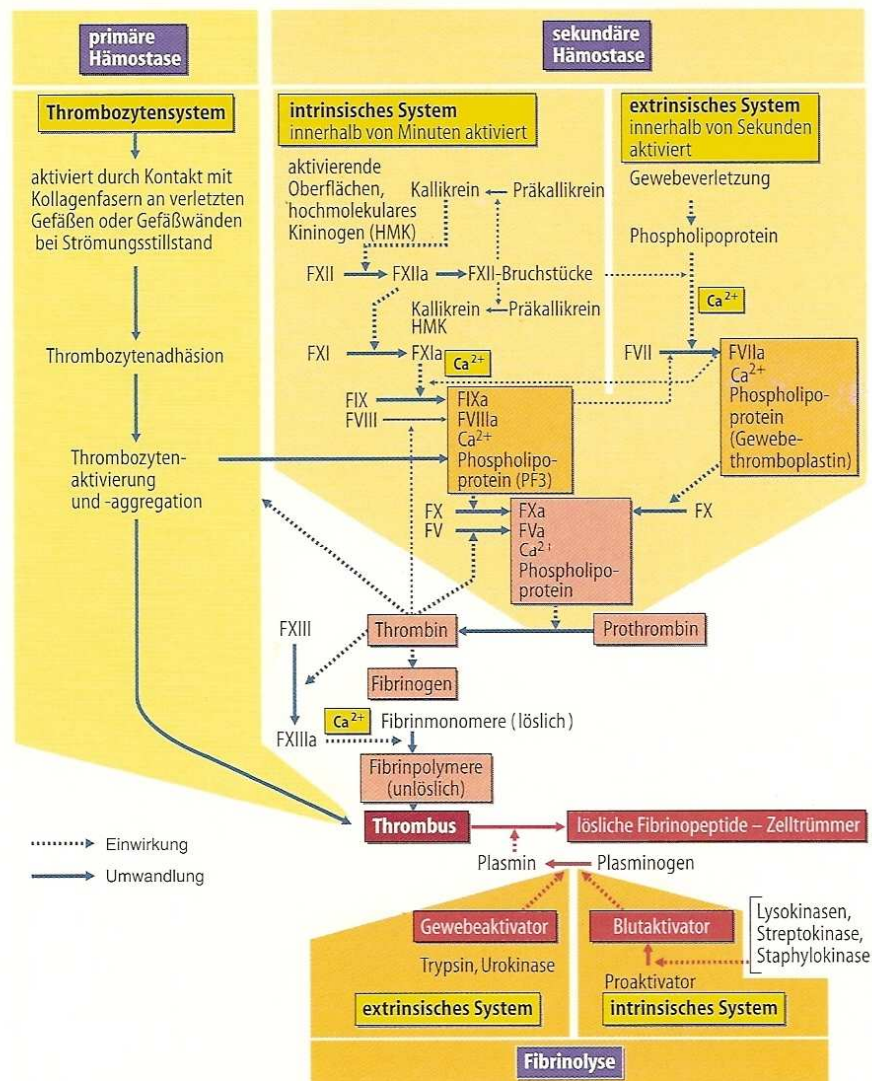 primäre
Hämostase
sekundäre
Hämostase
Thrombozytensystem
aktiviert durch Kontakt mit
Kollagenfasern an verletzten
Gefäßen oder Gefäßwänden
bei Strömungsstillstand
Thrombozytenadhäsion
Thrombozyten-
aktivierung
und -aggregation
intrinsisches System
innerhalb von Minuten aktiviert
extrinsisches System
innerhalb von Sekunden
aktiviert
aktivierende
Oberflächen,
hochmolekulares
Kininogen (HMK)
Kallikrein Präkallikrein
Gewebeverletzung
Phospholipoprotein
FXII FXIIa FXII-Bruchstücke
Ca2+
Kallikrein Präkallikrein
HMK
FXI FXIa
Ca2+
FVII
FVIIa
Ca2+
Phospholipo-
protein
(Gewebe-
thromboplastin)
FIX
FVIII
FIXa
FVIIIa
Ca2+
Phospholipo-
protein (PF3)
FX
FV
FXa
FVa
Ca2+
Phospholipo-
protein
FX
FXIII
Thrombin
Prothrombin
Fibrinogen
FXIIIa
Ca2+
Fibrinmonomere (löslich)
Fibrinpolymere
(unlöslich)
Thrombus
lösliche Fibrinopeptide – Zelltrümmer
Einwirkung
Umwandlung
Plasmin Plasminogen
Gewebeaktivator
Trypsin, Urokinase
extrinsisches System
Blutaktivator
Lysokinasen,
Streptokinase,
Staphylokinase
Proaktivator
intrinsisches System
Fibrinolyse